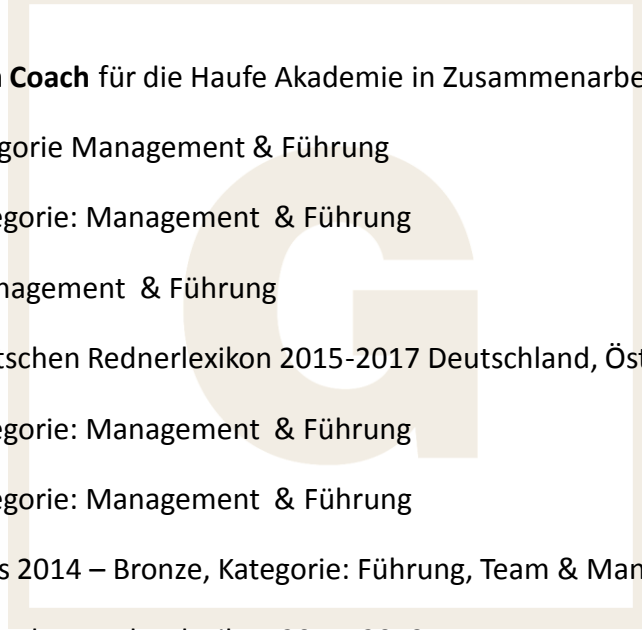 Coach für die Haufe Akademie in Zusammenarbe
gorie Management & Führung
egorie: Management & Führung
nagement & Führung
tschen Rednerlexikon 2015-2017 Deutschland, Öst
egorie: Management & Führung
egorie: Management & Führung
s 2014 – Bronze, Kategorie: Führung, Team & Man
G